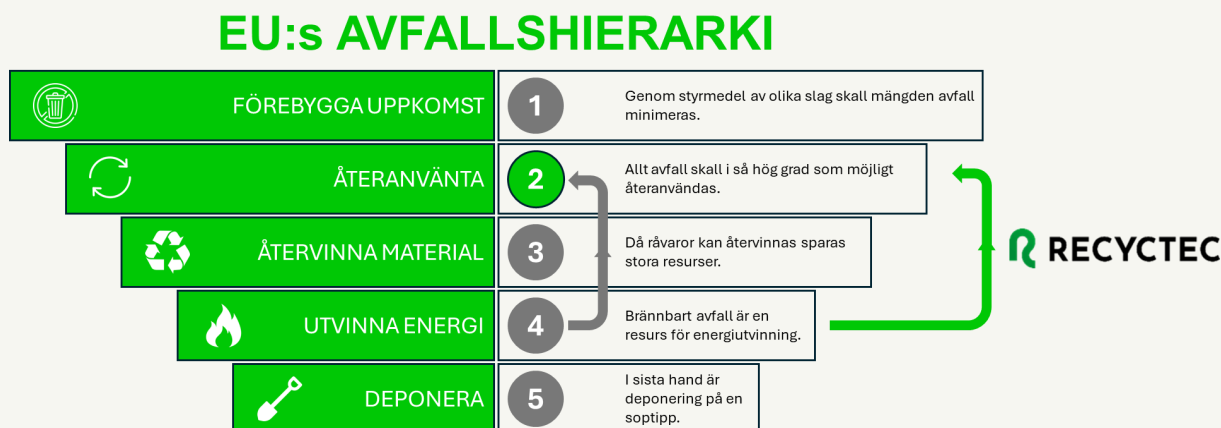 EU:s AVFALLSHIERARKI
FÖREBYGGA UPPKOMST
1
Genom styrmedel av olika slag skall mängden avfall
minimeras.
ÅTERANVÄNTA
2
Allt avfall skall i så hög grad som möjligt
återanvändas.
ÅTERVINNA MATERIAL
3
Då råvaror kan återvinnas sparas
stora resurser.
RECYCTEC
UTVINNA ENERGI
4
Brännbart avfall är en
resurs för energiutvinning.
DEPONERA
5
I sista hand är
deponering på en
soptipp.